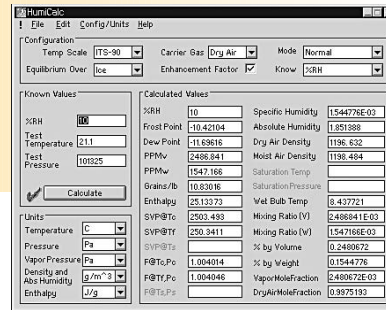 HumiCalc
! File Edit Config/Units Help
Configuration
Temp Scale ITS-90 Carrier Gas Dry Air Mode Normal
Equilibrium Over Ice Enhancement Factor Know %RH
Known Values
%RH 10
Test Temperature 21.1
Test Pressure 101325
Calculate
Units
Temperature C
Pressure Pa
Vapor Pressure Pa
Density and Abs Humidity g/m^3
Enthalpy J/g
Calculated Values
%RH 10 Specific Humidity 1.544776E-03
Frost Point -10.42104 Absolute Humidity 1.851388
Dew Point -11.69616 Dry Air Density 1196.632
PPMv 2486.841 Moist Air Density 1198.484
PPMw 1547.166 Saturation Temp
Grains/lb 10.83016 Saturation Pressure
Enthalpy 25.13373 Wet Bulb Temp 8.437721
SVP@Tc 2503.493 Mixing Ratio (V) 2.486841E-03
SVP@Tf 250.3411 Mixing Ratio (W) 1.547166E-03
SVP@Ts % by Volume 0.2480672
F@Tc,Pc 1.004014 % by Weight 0.1544776
F@Tf,Pc 1.004046 VaporMoleFraction 2.480672E-03
F@Ts,Ps DryAirMoleFraction 0.9975193